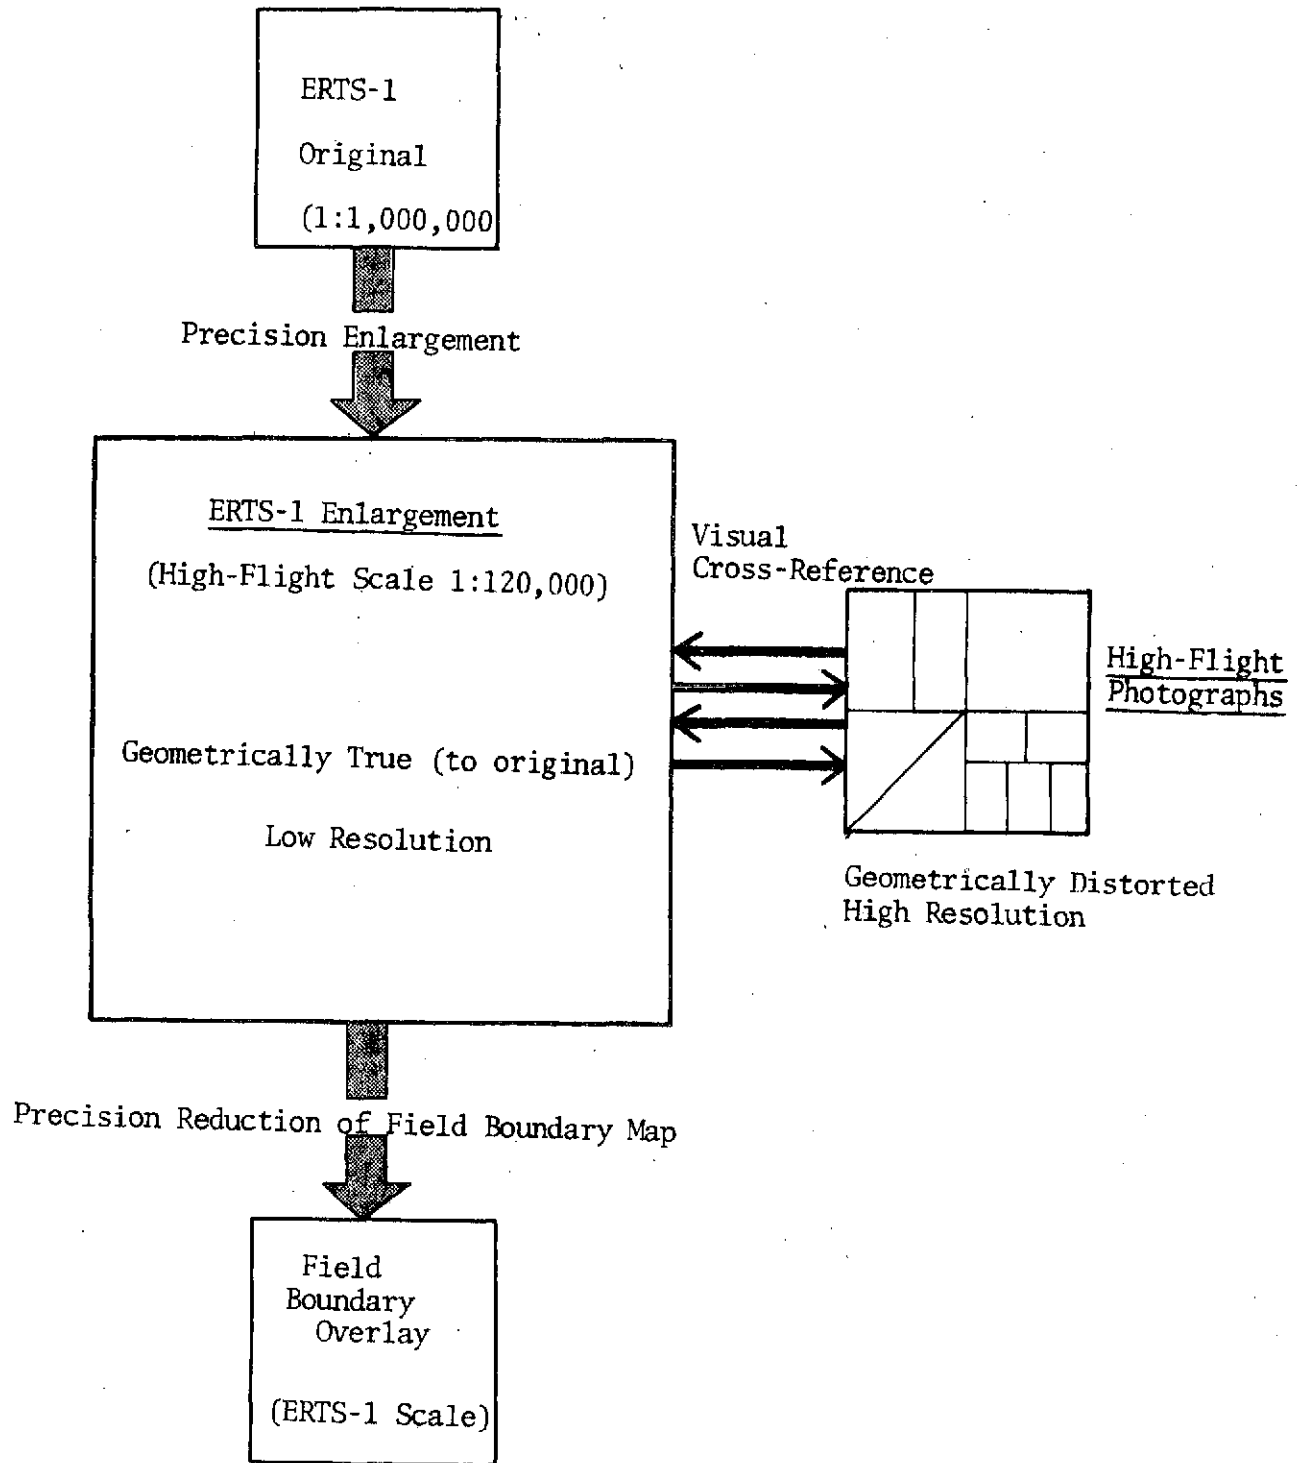 ERTS-1
Original
(1:1,000,000
Precision Enlargement
ERTS-1 Enlargement
(High-Flight Scale 1:120,000)
Geometrically True (to original)
Low Resolution
Visual
Cross-Reference
High-Flight
Photographs
Geometrically Distorted
High Resolution
Precision Reduction of Field Boundary Map
Field
Boundary
Overlay
(ERTS-1 Scale)